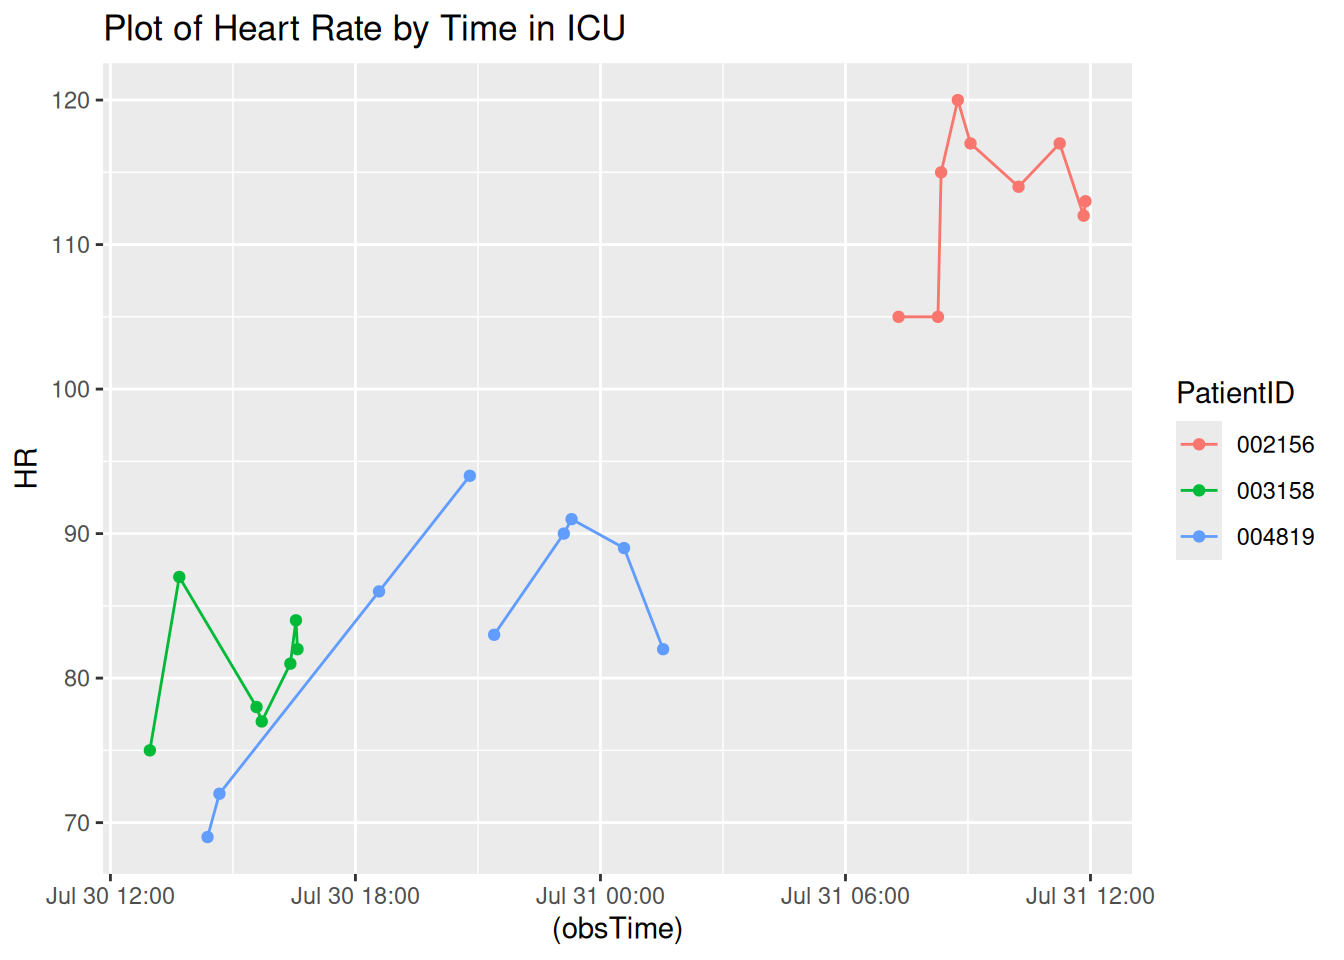 Plot of Heart Rate by Time in ICU
120
110
100
90
80
70
HR
Jul 30 12:00 Jul 30 18:00 Jul 31 00:00 Jul 31 06:00 Jul 31 12:00
(obsTime)
PatientID
002156
003158
004819